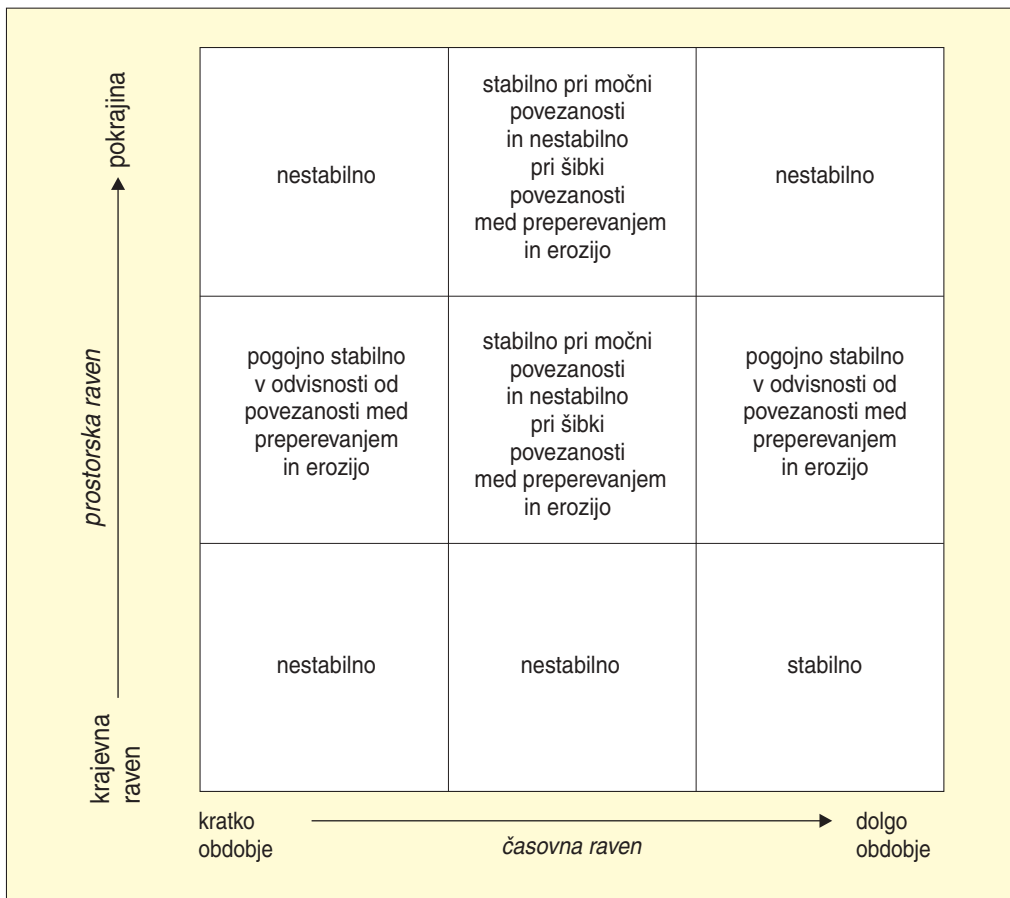 pokrajina
prostorska raven
krajevna
raven
nestabilno
stabilno pri močni
povezanosti
in nestabilno
pri šibki
povezanosti
med preperevanjem
in erozijo
nestabilno
pogojno stabilno
v odvisnosti od
povezanosti med
preperevanjem
in erozijo
stabilno pri močni
povezanosti
in nestabilno
pri šibki
povezanosti
med preperevanjem
in erozijo
pogojno stabilno
v odvisnosti od
povezanosti med
preperevanjem
in erozijo
nestabilno
nestabilno
stabilno
kratko
obdobje
časovna raven
dolgo
obdobje